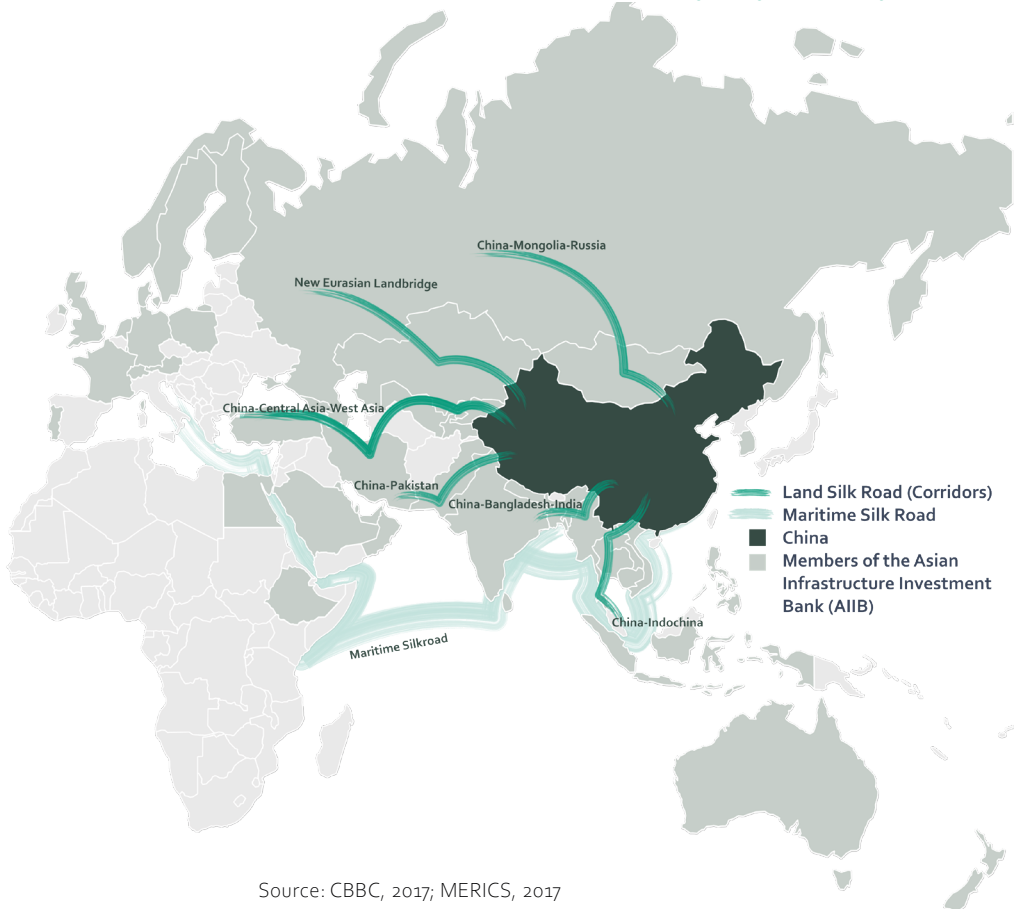 China-Mongolia-Russia
New Eurasian Landbridge
China-Central Asia-West Asia
China-Pakistan
China-Bangladesh-India
Land Silk Road (Corridors)
Maritime Silk Road
China
Members of the Asian
Infrastructure Investment
Bank (AIIB)
China-Indochina
Maritime Silkroad
Source: CBBC, 2017; MERICS, 2017